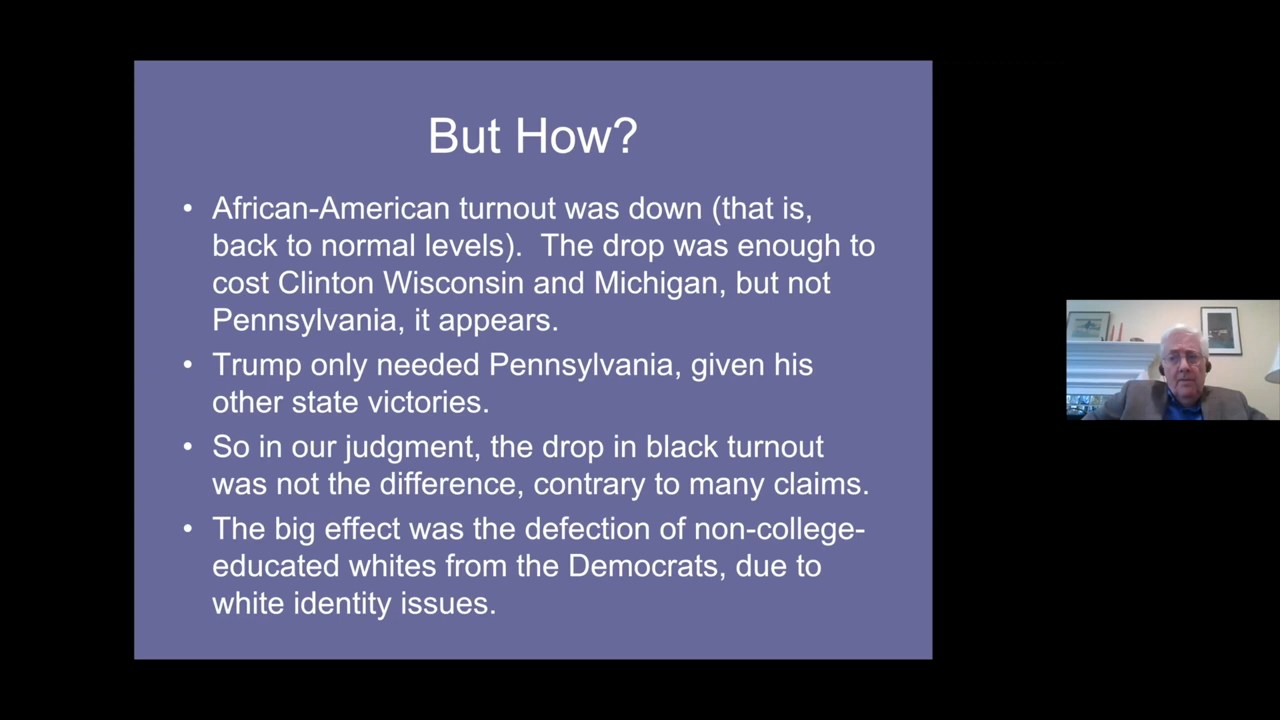 But How?
• African-American turnout was down (that is,
back to normal levels).  The drop was enough to
cost Clinton Wisconsin and Michigan, but not
Pennsylvania, it appears.
• Trump only needed Pennsylvania, given his
other state victories.
• So in our judgment, the drop in black turnout
was not the difference, contrary to many claims.
• The big effect was the defection of non-college-
educated whites from the Democrats, due to
white identity issues.